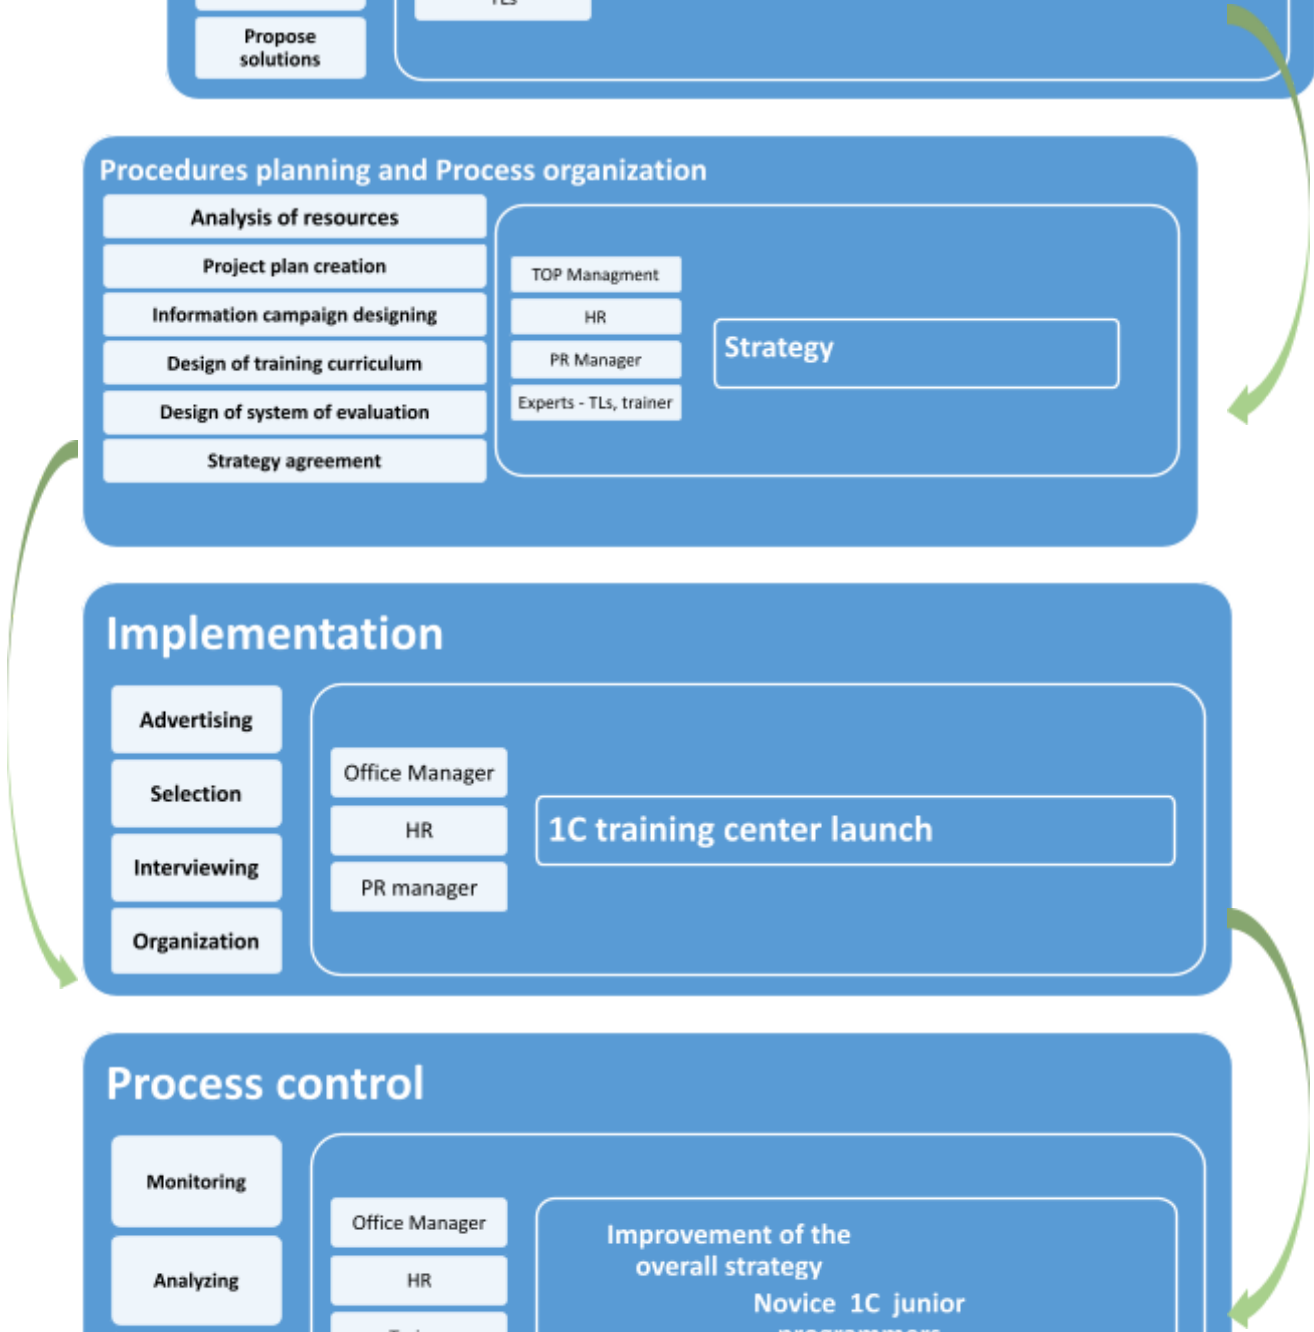 TLs
Propose
solutions
Procedures planning and Process organization
Analysis of resources
Project plan creation
Information campaign designing
Design of training curriculum
Design of system of evaluation
Strategy agreement
TOP Managment
HR
PR Manager
Experts - TLs, trainer
Strategy
Implementation
Advertising
Selection
Interviewing
Organization
Office Manager
HR
PR manager
1C training center launch
Process control
Monitoring
Analyzing
Office Manager
HR
Improvement of the
overall strategy
Novice 1C junior
programmers